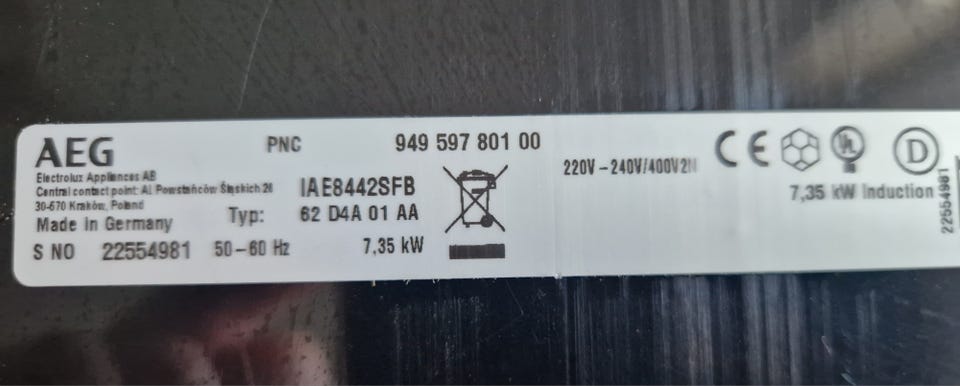 AEG
PNC 949 597 801 00
Electrolux Appliances AB
Central contact point: Al. Powstańców Śląskich 26
30-570 Kraków, Poland
Made in Germany
IAE8442SFB
Typ: 62 D4A 01 AA
S NO 22554981 50-60 Hz 7,35 kW
220V-240V/400V2N
CE
UL
D
7,35 kW Induction
22554981